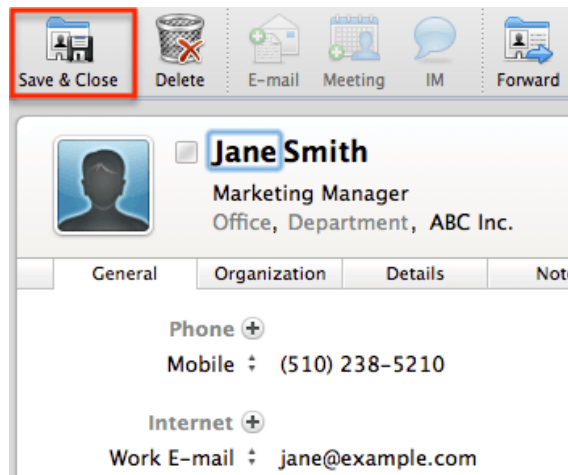 Save & Close Delete E-mail Meeting IM Forward
Jane Smith
Marketing Manager
Office, Department, ABC Inc.
General Organization Details Not
Phone
Mobile (510) 238-5210
Internet
Work E-mail jane@example.com